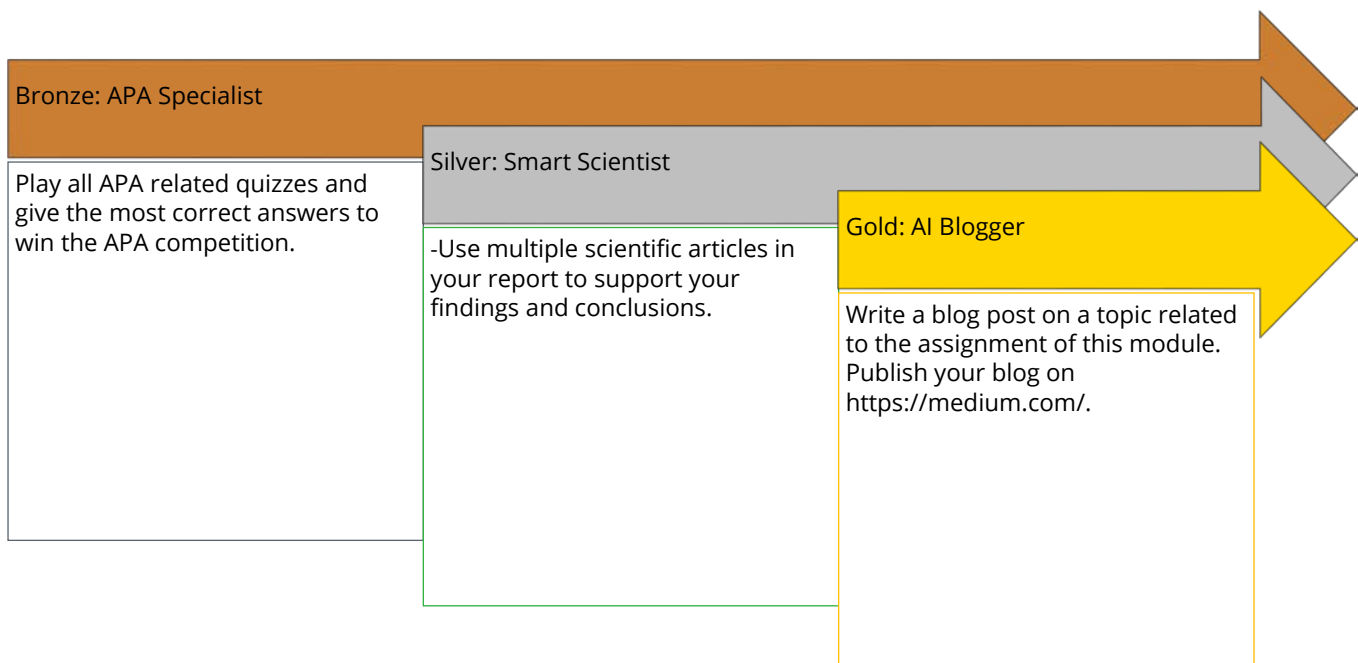 Bronze: APA Specialist
Play all APA related quizzes and
give the most correct answers to
win the APA competition.
Silver: Smart Scientist
-Use multiple scientific articles in
your report to support your
findings and conclusions.
Gold: AI Blogger
Write a blog post on a topic related
to the assignment of this module.
Publish your blog on
https://medium.com/.